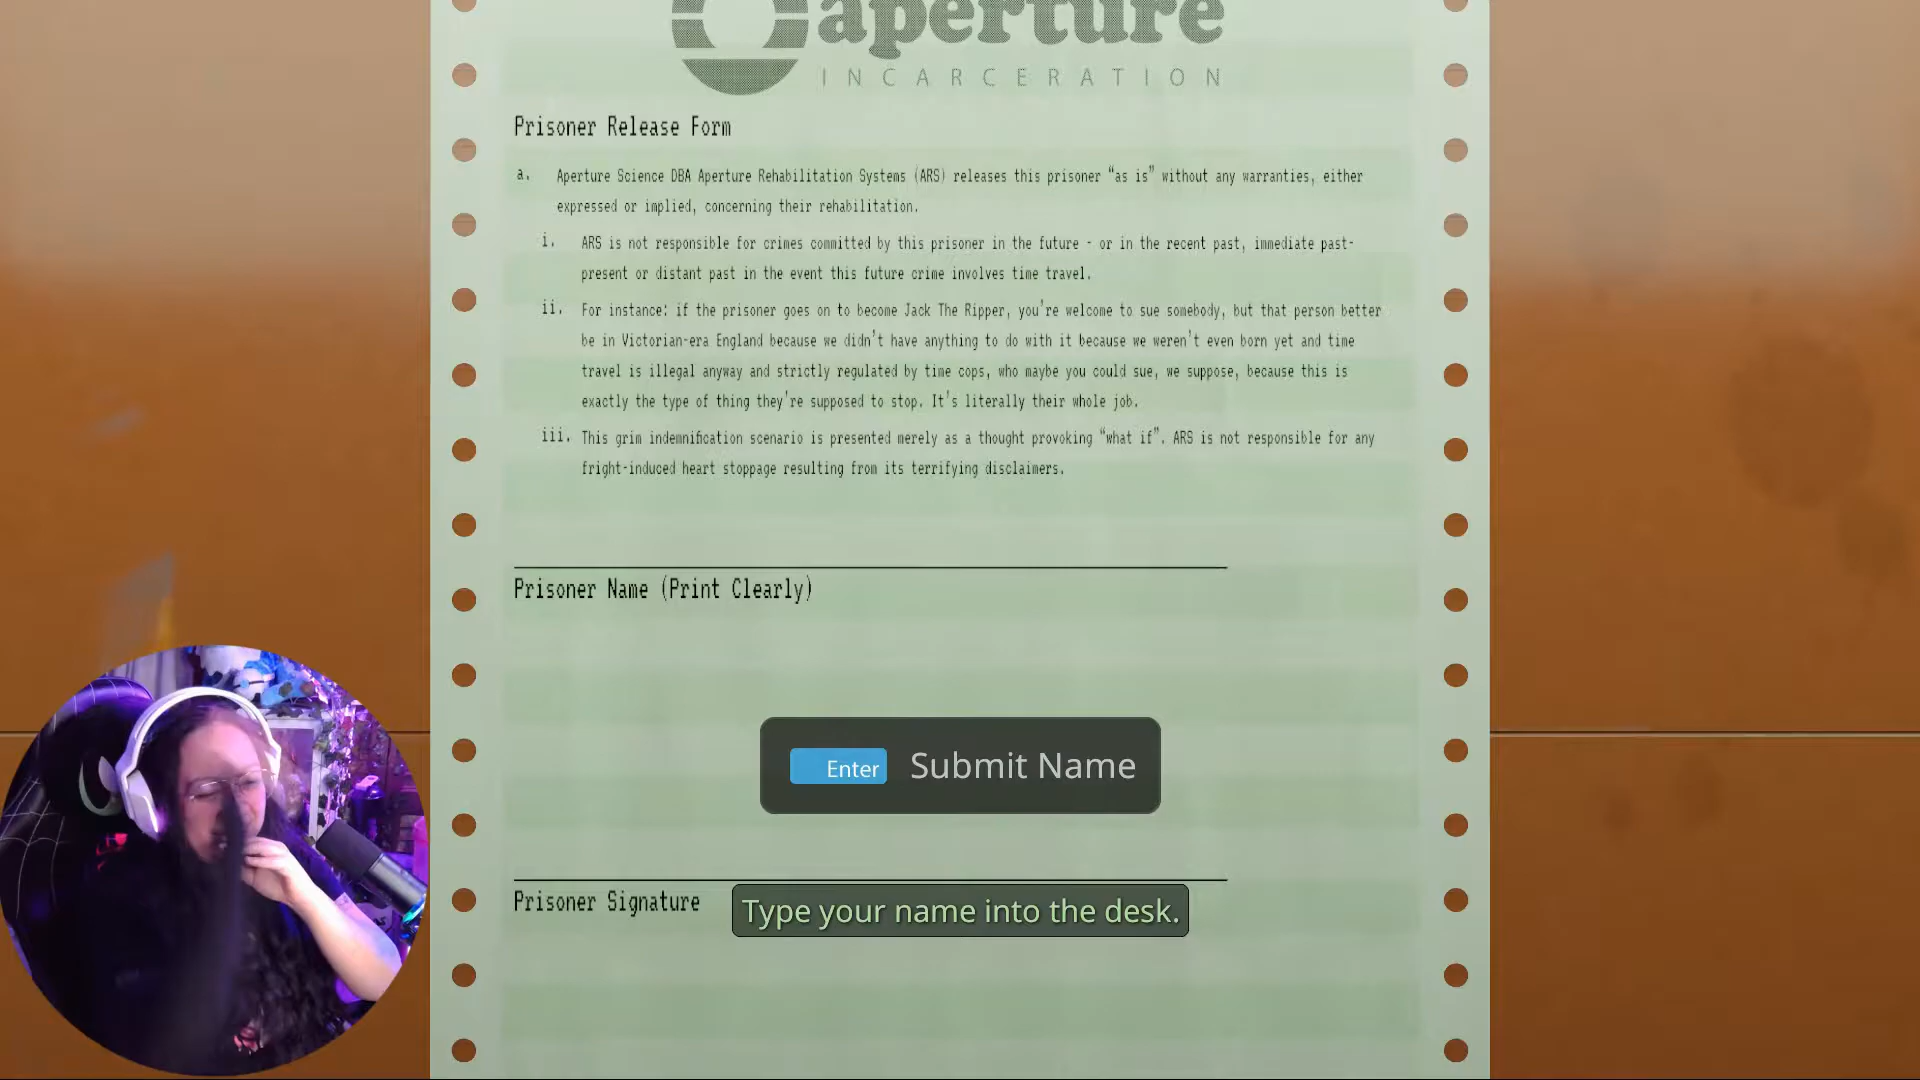 aperture
INCARCERATION
Prisoner Release Form
a. Aperture Science DBA Aperture Rehabilitation Systems (ARS) releases this prisoner “as is” without any warranties, either
expressed or implied, concerning their rehabilitation.
i. ARS is not responsible for crimes committed by this prisoner in the future - or in the recent past, immediate past-
present or distant past in the event this future crime involves time travel.
ii. For instance: if the prisoner goes on to become Jack The Ripper, you're welcome to sue somebody, but that person better
be in Victorian-era England because we didn't have anything to do with it because we weren't even born yet and time
travel is illegal anyway and strictly regulated by time cops, who maybe you could sue, we suppose, because this is
exactly the type of thing they're supposed to stop. It's literally their whole job.
iii. This grim indemnification scenario is presented merely as a thought provoking “what if”. ARS is not responsible for any
fright-induced heart stoppage resulting from its terrifying disclaimers.
Prisoner Name (Print Clearly)
Enter Submit Name
Prisoner Signature
Type your name into the desk.